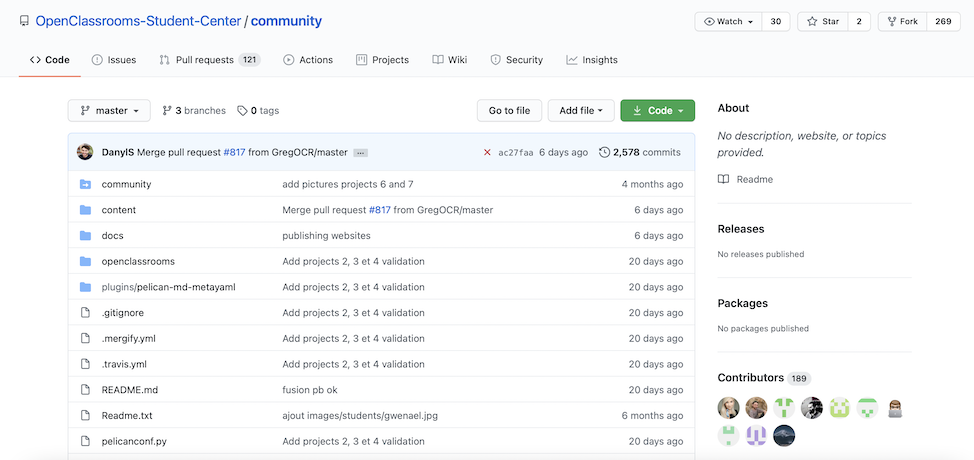 OpenClassrooms-Student-Center / community
Watch 30 Star 2 Fork 269
Code Issues Pull requests 121 Actions Projects Wiki Security Insights
master 3 branches 0 tags Go to file Add file Code
DanylS Merge pull request #817 from GregOCR/master ... ac27faa 6 days ago 2,578 commits
community add pictures projects 6 and 7 4 months ago
content Merge pull request #817 from GregOCR/master 6 days ago
docs publishing websites 6 days ago
openclassrooms Add projects 2, 3 et 4 validation 20 days ago
plugins/pelican-md-metayaml Add projects 2, 3 et 4 validation 20 days ago
.gitignore Add projects 2, 3 et 4 validation 20 days ago
.mergify.yml Add projects 2, 3 et 4 validation 20 days ago
.travis.yml Add projects 2, 3 et 4 validation 20 days ago
README.md fusion pb ok 20 days ago
Readme.txt ajout images/students/gwenael.jpg 6 months ago
pelicanconf.py Add projects 2, 3 et 4 validation 20 days ago
About
No description, website, or topics
provided.
Readme
Releases
No releases published
Packages
No packages published
Contributors 189